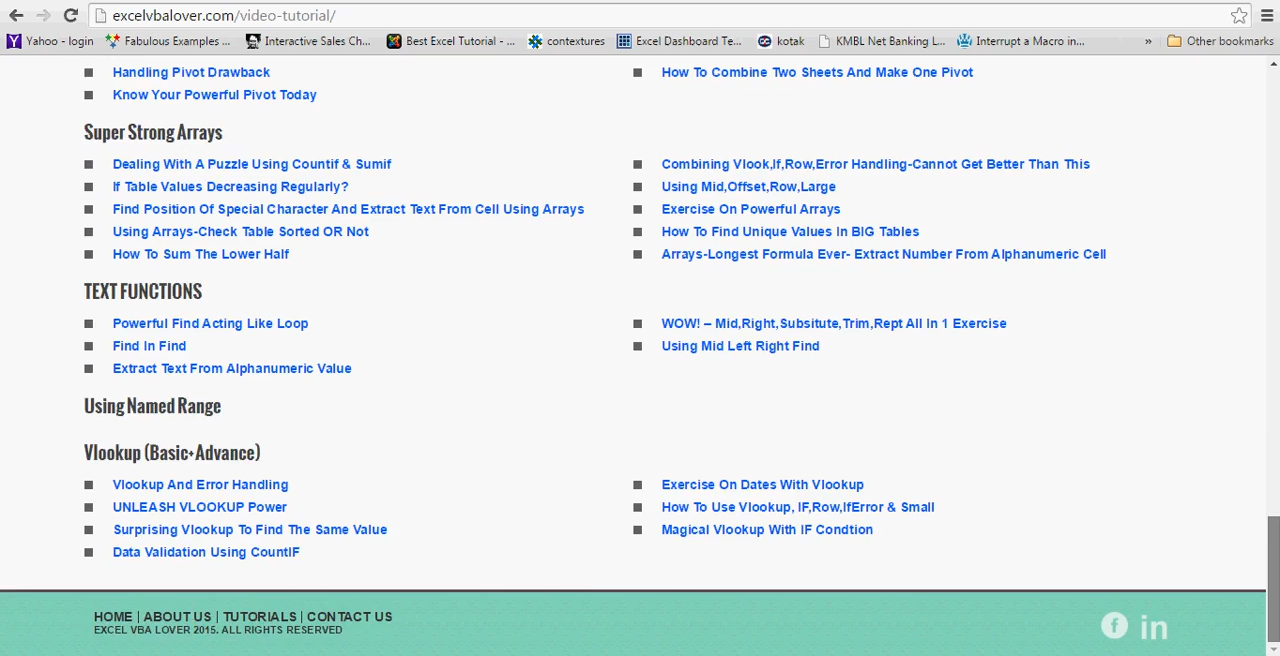 excelvbalover.com/video-tutorial/
Yahoo - login Fabulous Examples ... Interactive Sales Ch... Best Excel Tutorial - ... contextures Excel Dashboard Te... kotak KMBL Net Banking L... Interrupt a Macro in... » Other bookmarks
Handling Pivot Drawback
How To Combine Two Sheets And Make One Pivot
Know Your Powerful Pivot Today
Super Strong Arrays
Dealing With A Puzzle Using Countif & Sumif
Combining Vlook,If,Row,Error Handling-Cannot Get Better Than This
If Table Values Decreasing Regularly?
Using Mid,Offset,Row,Large
Find Position Of Special Character And Extract Text From Cell Using Arrays
Exercise On Powerful Arrays
Using Arrays-Check Table Sorted OR Not
How To Find Unique Values In BIG Tables
How To Sum The Lower Half
Arrays-Longest Formula Ever- Extract Number From Alphanumeric Cell
TEXT FUNCTIONS
Powerful Find Acting Like Loop
WOW! – Mid,Right,Subsitute,Trim,Rept All In 1 Exercise
Find In Find
Using Mid Left Right Find
Extract Text From Alphanumeric Value
Using Named Range
Vlookup (Basic+Advance)
Vlookup And Error Handling
Exercise On Dates With Vlookup
UNLEASH VLOOKUP Power
How To Use Vlookup, IF,Row,IfError & Small
Surprising Vlookup To Find The Same Value
Magical Vlookup With IF Condtion
Data Validation Using CountIF
HOME | ABOUT US | TUTORIALS | CONTACT US
EXCEL VBA LOVER 2015. ALL RIGHTS RESERVED
f in